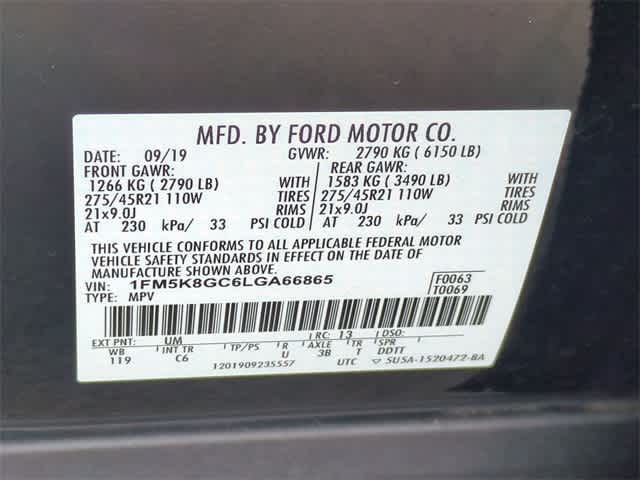 MFD. BY FORD MOTOR CO.
DATE: 09/19 GVWR: 2790 KG ( 6150 LB)
FRONT GAWR: REAR GAWR:
1266 KG ( 2790 LB) WITH 1583 KG ( 3490 LB) WITH
275/45R21 110W TIRES 275/45R21 110W TIRES
21x9.0J RIMS 21x9.0J RIMS
AT 230 kPa/ 33 PSI COLD AT 230 kPa/ 33 PSI COLD
THIS VEHICLE CONFORMS TO ALL APPLICABLE FEDERAL MOTOR
VEHICLE SAFETY STANDARDS IN EFFECT ON THE DATE OF
MANUFACTURE SHOWN ABOVE.
VIN: 1FM5K8GC6LGA66865 F0063
TYPE: MPV T0069
EXT PNT: UM RC: 13 DSO:
WB INT TR TP/PS R AXLE TR SPR
119 C6 U 3B T DDTT
1201909235557 UTC 5U5A-1520472-BA